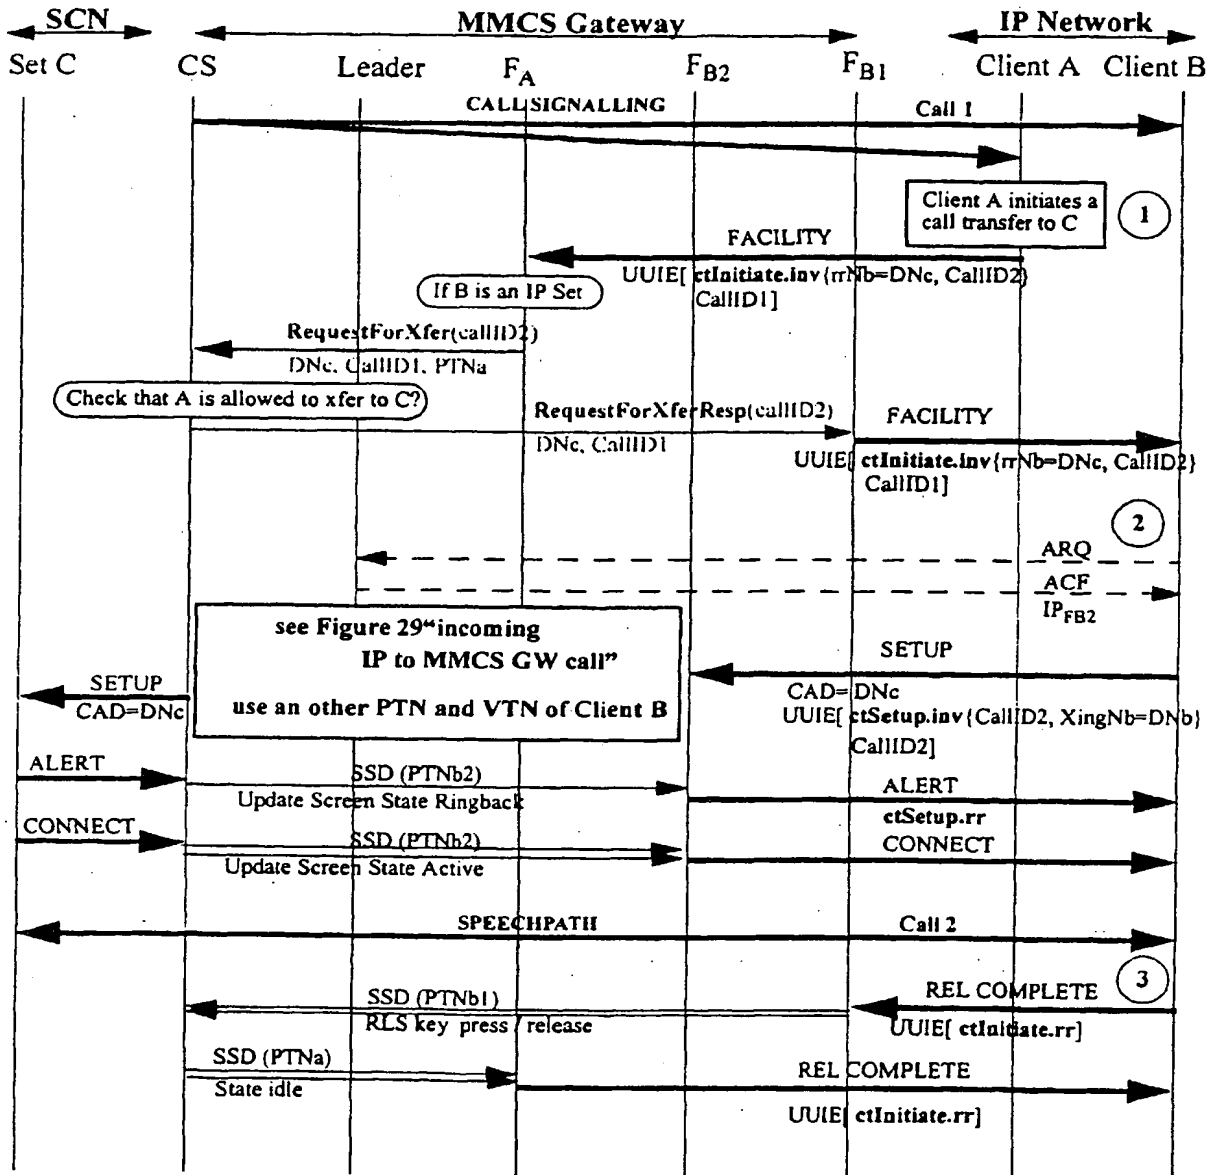 SCN MMCS Gateway IP Network
Set C CS Leader FA FB2 FB1 Client A Client B
CALL SIGNALLING Call 1
Client A initiates a
call transfer to C
1
FACILITY
UUIE[ ctInitiate.inv{rrNb=DNc, CallID2}
CallID1]
If B is an IP Set
RequestForXfer(callID2)
DNc, CallID1, PTNa
Check that A is allowed to xfer to C?
RequestForXferResp(callID2)
DNc, CallID1
FACILITY
UUIE[ ctInitiate.inv{rrNb=DNc, CallID2}
CallID1]
2
ARQ
ACF
IPFB2
see Figure 29“incoming
IP to MMCS GW call”
use an other PTN and VTN of Client B
SETUP
CAD= DNc
UUIE[ ctSetup.inv{CallID2, XingNb=DNb}
CallID2]
SETUP
CAD=DNc
ALERT
SSD (PTNb2)
Update Screen State Ringback
ALERT
ctSetup.rr
CONNECT
SSD (PTNb2)
Update Screen State Active
CONNECT
SPEECHPATH Call 2
3
SSD (PTNb1)
RLS key press / release
REL COMPLETE
UUIE[ ctInitiate.rr]
SSD (PTNa)
State idle
REL COMPLETE
UUIE[ ctInitiate.rr]